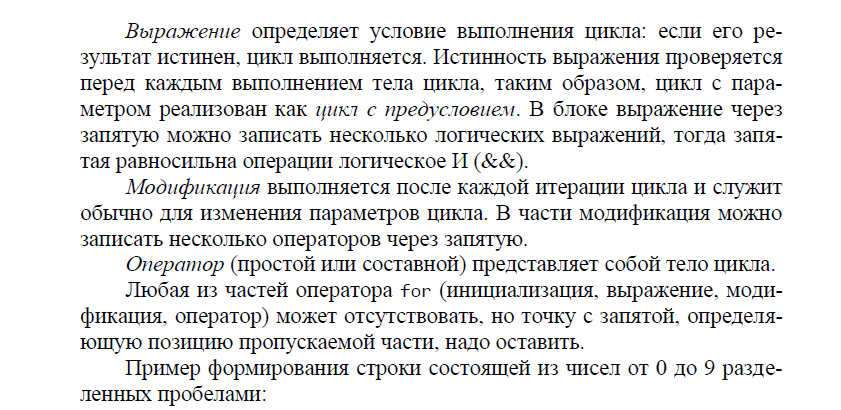 Выражение определяет условие выполнения цикла: если его ре-
зультат истинен, цикл выполняется. Истинность выражения проверяется
перед каждым выполнением тела цикла, таким образом, цикл с пара-
метром реализован как цикл с предусловием. В блоке выражение через
запятую можно записать несколько логических выражений, тогда запя-
тая равносильна операции логическое И (&&).
Модификация выполняется после каждой итерации цикла и служит
обычно для изменения параметров цикла. В части модификация можно
записать несколько операторов через запятую.
Оператор (простой или составной) представляет собой тело цикла.
Любая из частей оператора for (инициализация, выражение, моди-
фикация, оператор) может отсутствовать, но точку с запятой, определя-
ющую позицию пропускаемой части, надо оставить.
Пример формирования строки состоящей из чисел от 0 до 9 разде-
ленных пробелами: